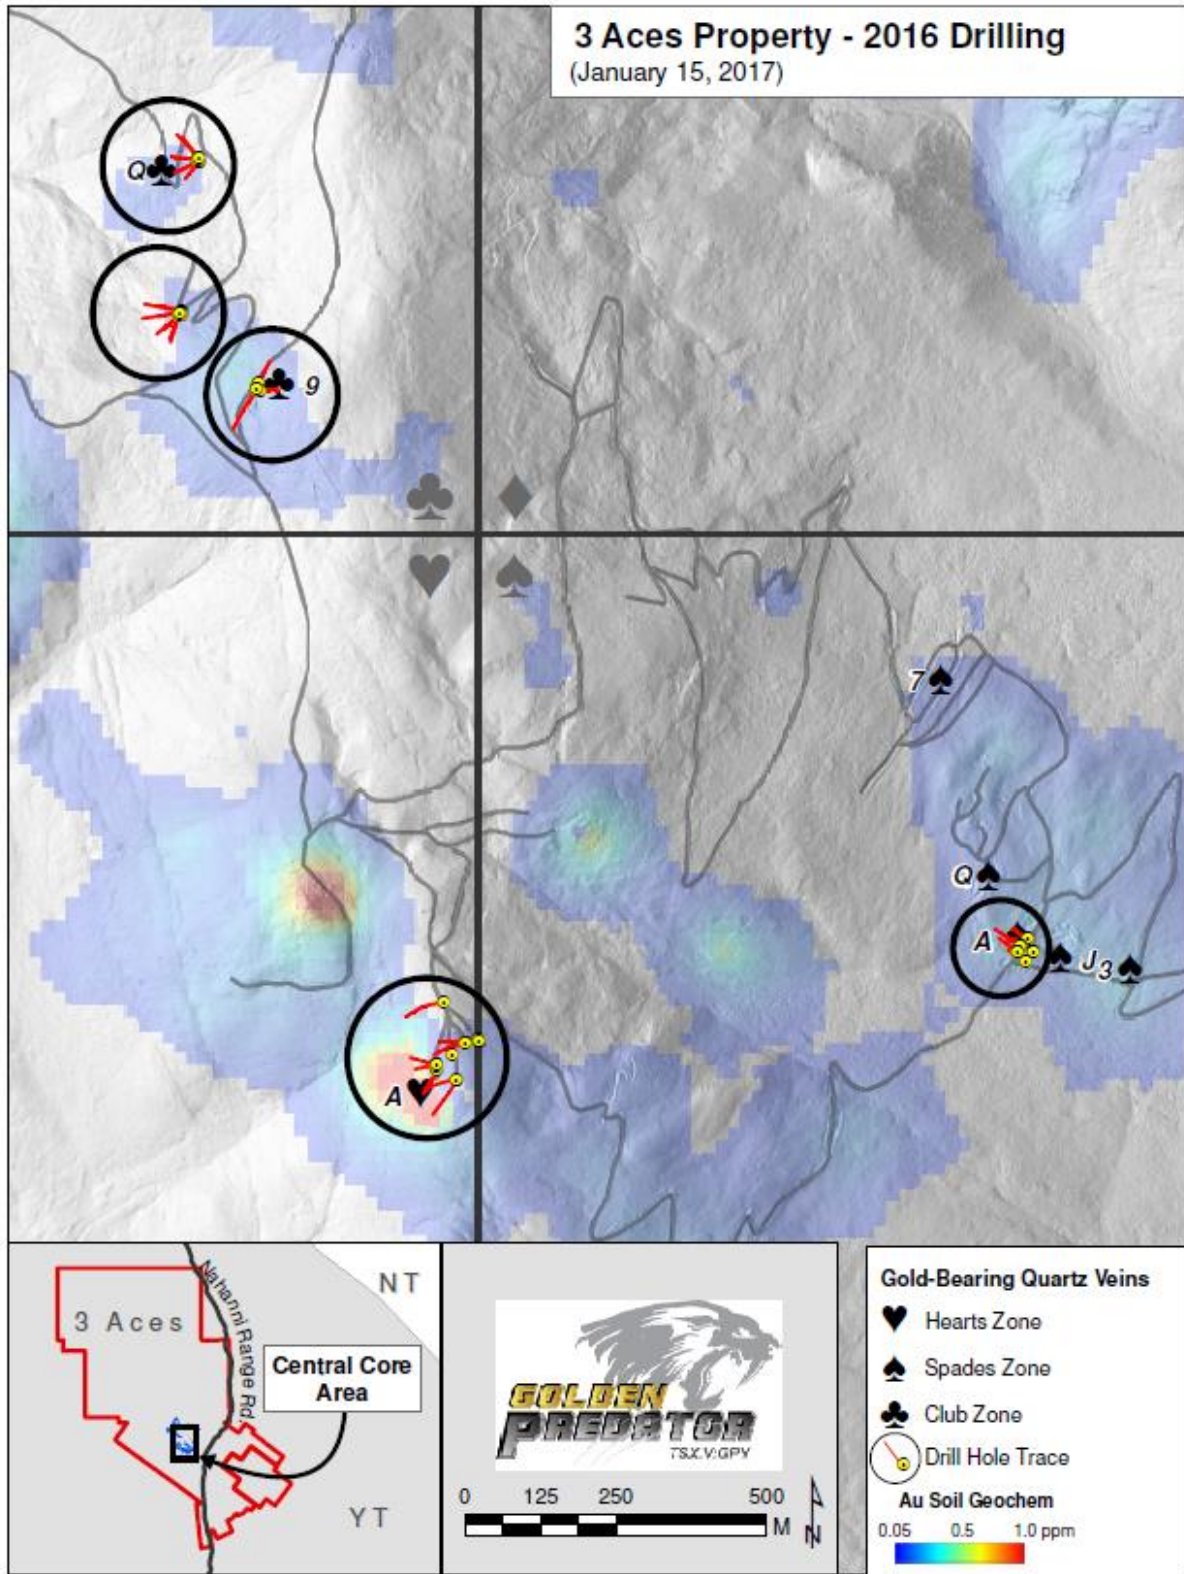 3 Aces Property - 2016 Drilling
(January 15, 2017)
Q
9
7
Q
A
J
3
A
NT
3 Aces
Nahanni Range Rd.
Central Core
Area
YT
GOLDEN
PREDATOR
TSX.V:GPY
0 125 250 500
M
N
Gold-Bearing Quartz Veins
Hearts Zone
Spades Zone
Club Zone
Drill Hole Trace
Au Soil Geochem
0.05 0.5 1.0 ppm